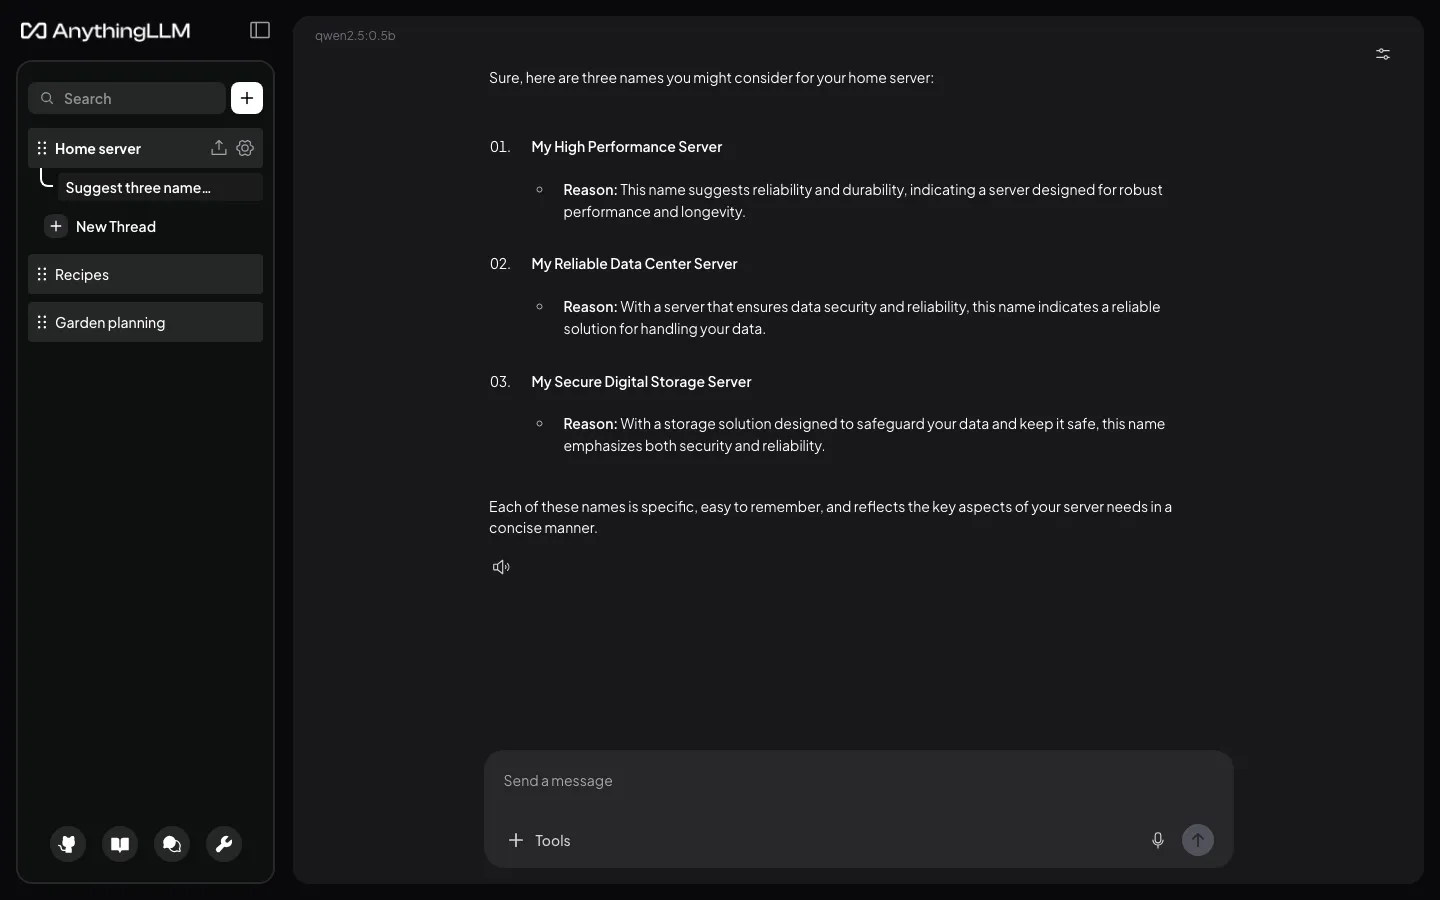 AnythingLLM
Search
Home server
Suggest three name...
New Thread
Recipes
Garden planning
qwen2.5:0.5b
Sure, here are three names you might consider for your home server:
01. My High Performance Server
Reason: This name suggests reliability and durability, indicating a server designed for robust
performance and longevity.
02. My Reliable Data Center Server
Reason: With a server that ensures data security and reliability, this name indicates a reliable
solution for handling your data.
03. My Secure Digital Storage Server
Reason: With a storage solution designed to safeguard your data and keep it safe, this name
emphasizes both security and reliability.
Each of these names is specific, easy to remember, and reflects the key aspects of your server needs in a
concise manner.
Send a message
Tools